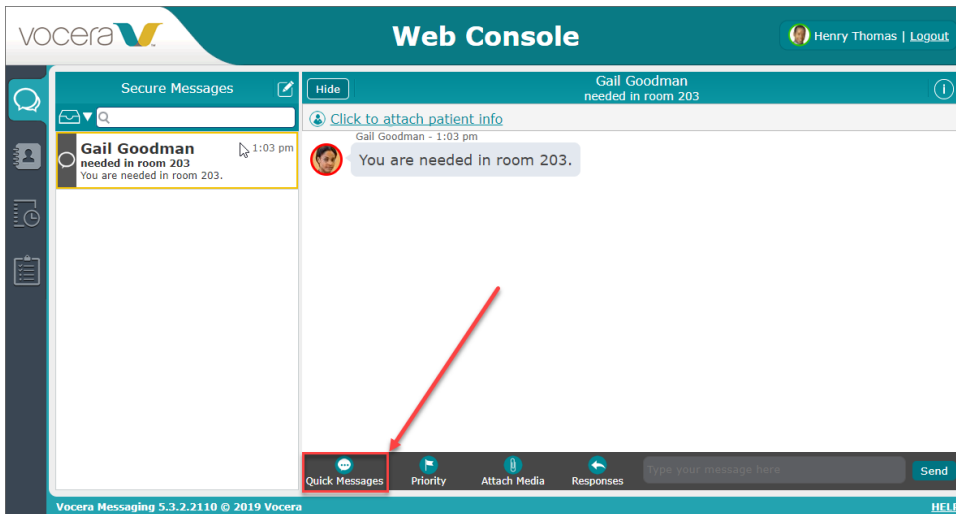 vocera
Web Console
Henry Thomas | Logout
Secure Messages
Hide
Gail Goodman
needed in room 203
Click to attach patient info
Gail Goodman
1:03 pm
needed in room 203
You are needed in room 203.
Gail Goodman - 1:03 pm
You are needed in room 203.
Quick Messages
Priority
Attach Media
Responses
Type your message here
Send
Vocera Messaging 5.3.2.2110 © 2019 Vocera
HELP